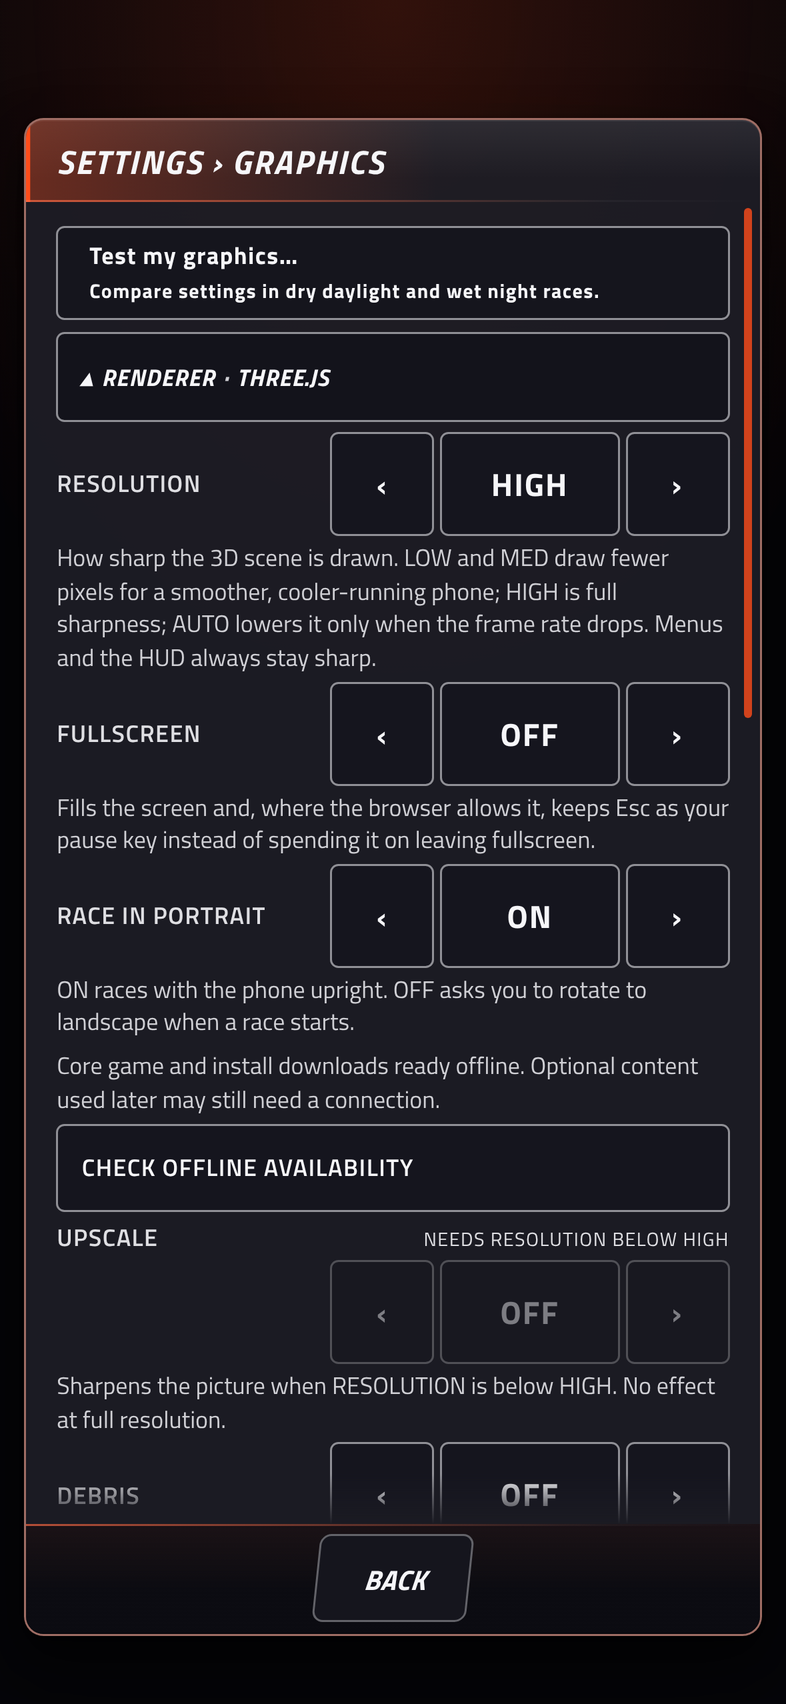 SETTINGS › GRAPHICS
Test my graphics…
Compare settings in dry daylight and wet night races.
▲ RENDERER · THREE.JS
RESOLUTION ‹ HIGH ›
How sharp the 3D scene is drawn. LOW and MED draw fewer
pixels for a smoother, cooler-running phone; HIGH is full
sharpness; AUTO lowers it only when the frame rate drops. Menus
and the HUD always stay sharp.
FULLSCREEN ‹ OFF ›
Fills the screen and, where the browser allows it, keeps Esc as your
pause key instead of spending it on leaving fullscreen.
RACE IN PORTRAIT ‹ ON ›
ON races with the phone upright. OFF asks you to rotate to
landscape when a race starts.
Core game and install downloads ready offline. Optional content
used later may still need a connection.
CHECK OFFLINE AVAILABILITY
UPSCALE NEEDS RESOLUTION BELOW HIGH
‹ OFF ›
Sharpens the picture when RESOLUTION is below HIGH. No effect
at full resolution.
DEBRIS ‹ OFF ›
BACK